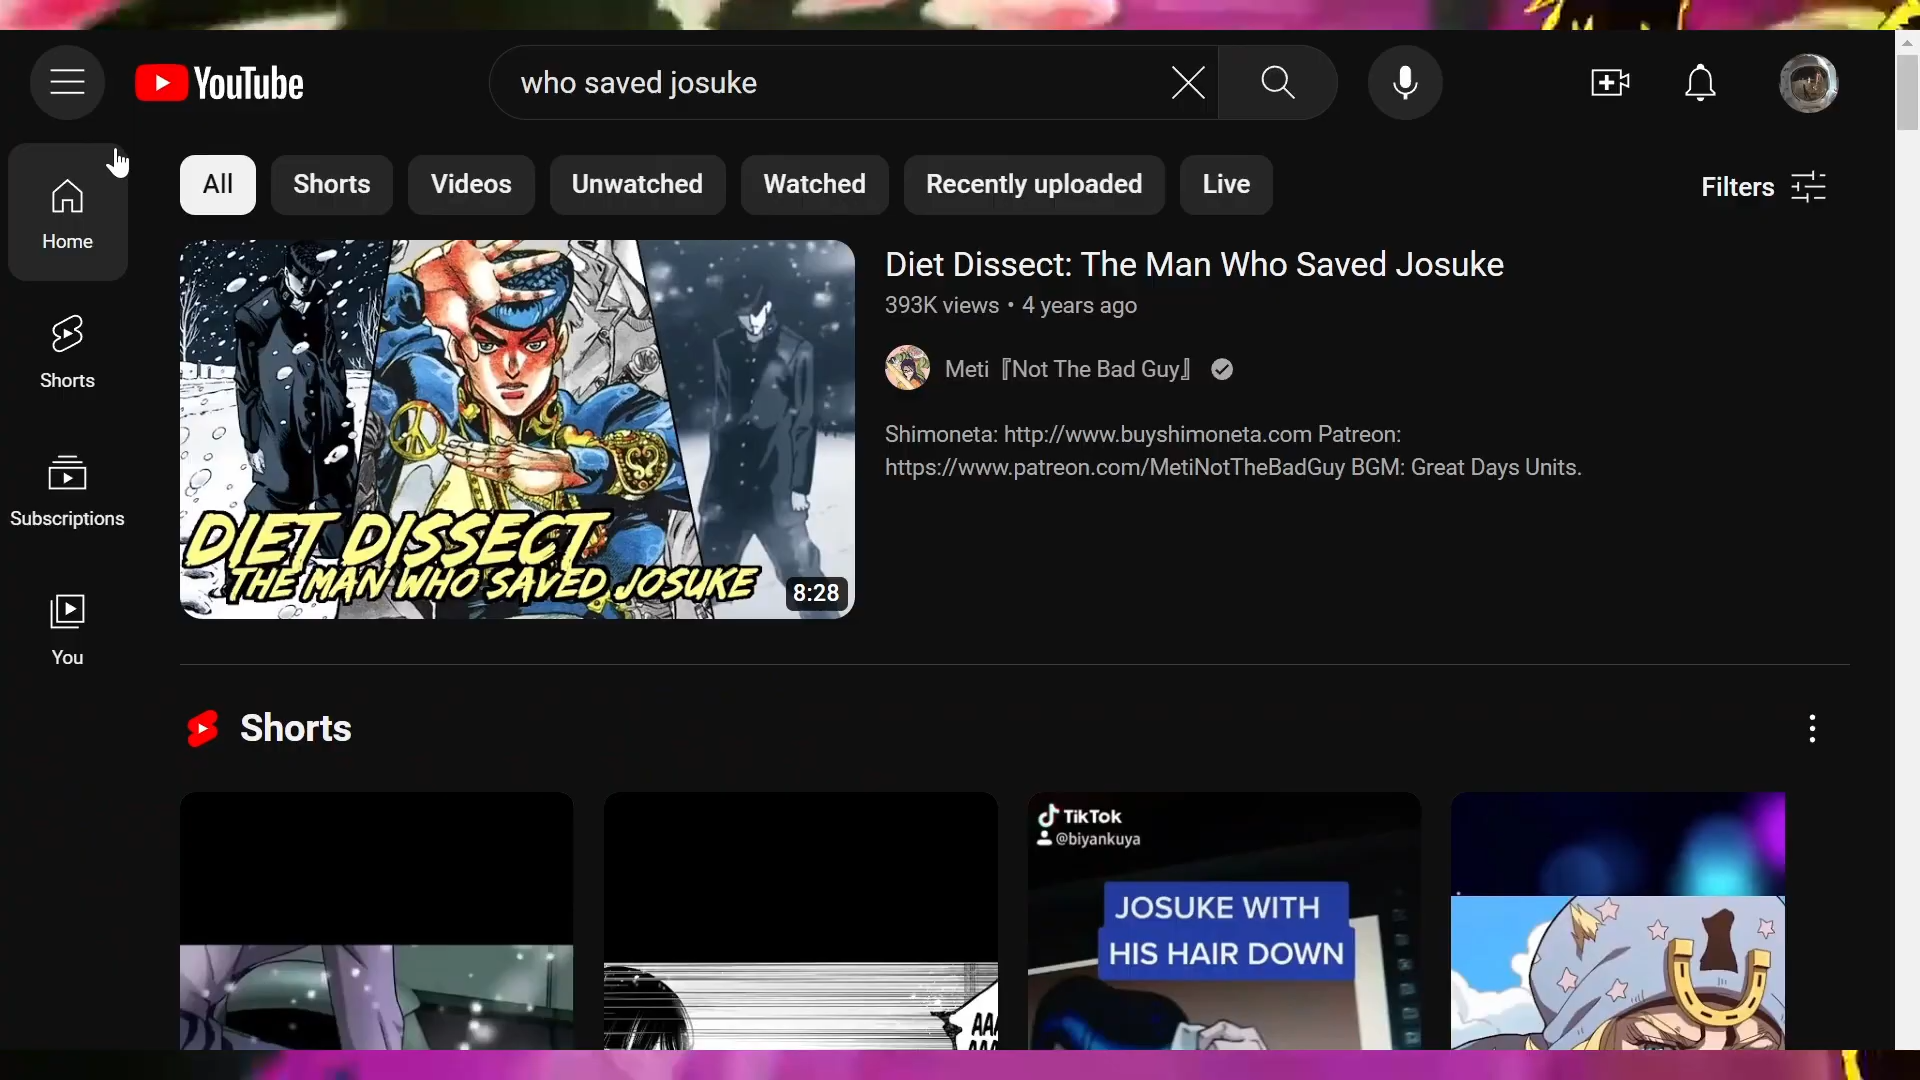 YouTube
who saved josuke
All
Shorts
Videos
Unwatched
Watched
Recently uploaded
Live
Filters
Home
Shorts
Subscriptions
You
DIET DISSECT
THE MAN WHO SAVED JOSUKE
8:28
Diet Dissect: The Man Who Saved Josuke
393K views • 4 years ago
Meti『Not The Bad Guy』
Shimoneta: http://www.buyshimoneta.com Patreon:
https://www.patreon.com/MetiNotTheBadGuy BGM: Great Days Units.
Shorts
TikTok
@biyankuya
JOSUKE WITH
HIS HAIR DOWN